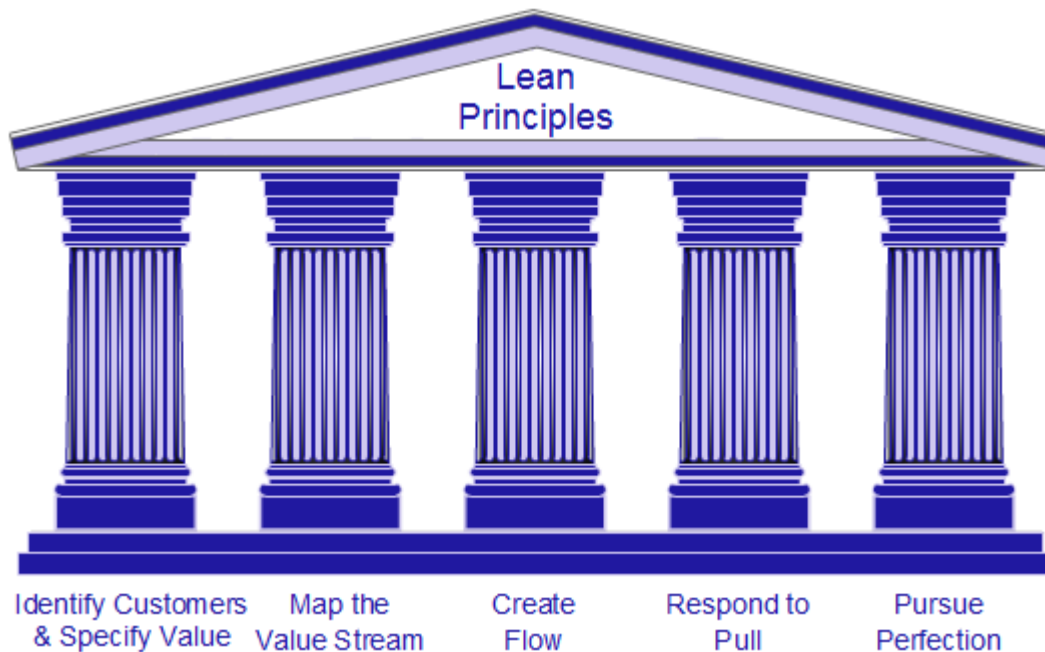 Lean
Principles
Identify Customers
& Specify Value
Map the
Value Stream
Create
Flow
Respond to
Pull
Pursue
Perfection